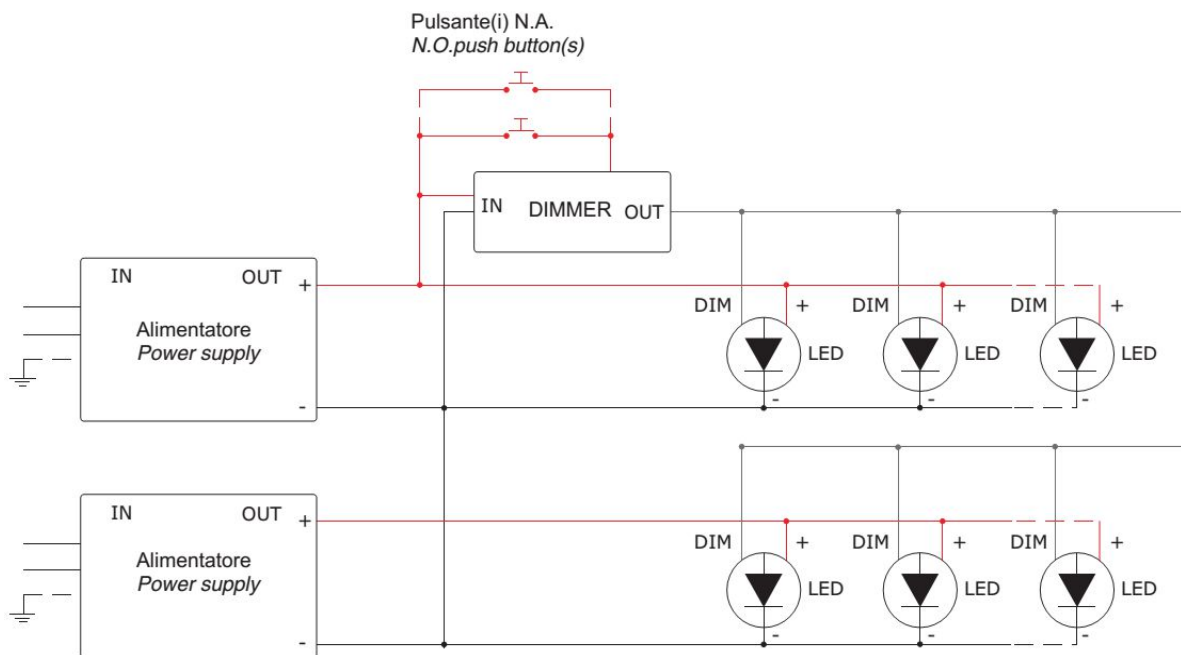 Pulsante(i) N.A.
N.O.push button(s)
IN DIMMER OUT
IN OUT +
Alimentatore
Power supply
-
DIM + DIM + DIM +
LED LED LED
- - -
IN OUT +
Alimentatore
Power supply
-
DIM + DIM + DIM +
LED LED LED
- - -